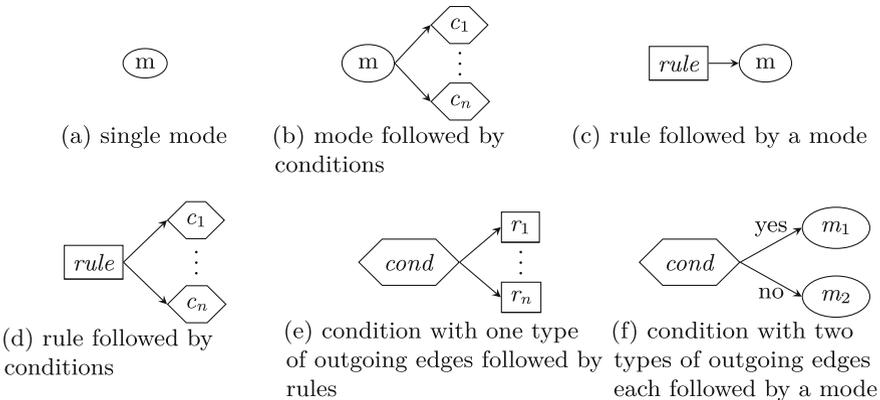 m
m
c1
⋮
cn
rule
m
(a) single mode
(b) mode followed by
conditions
(c) rule followed by a mode
rule
c1
⋮
cn
cond
r1
⋮
rn
cond
yes
no
m1
m2
(d) rule followed by
conditions
(e) condition with one type
of outgoing edges followed by
rules
(f) condition with two
types of outgoing edges
each followed by a mode